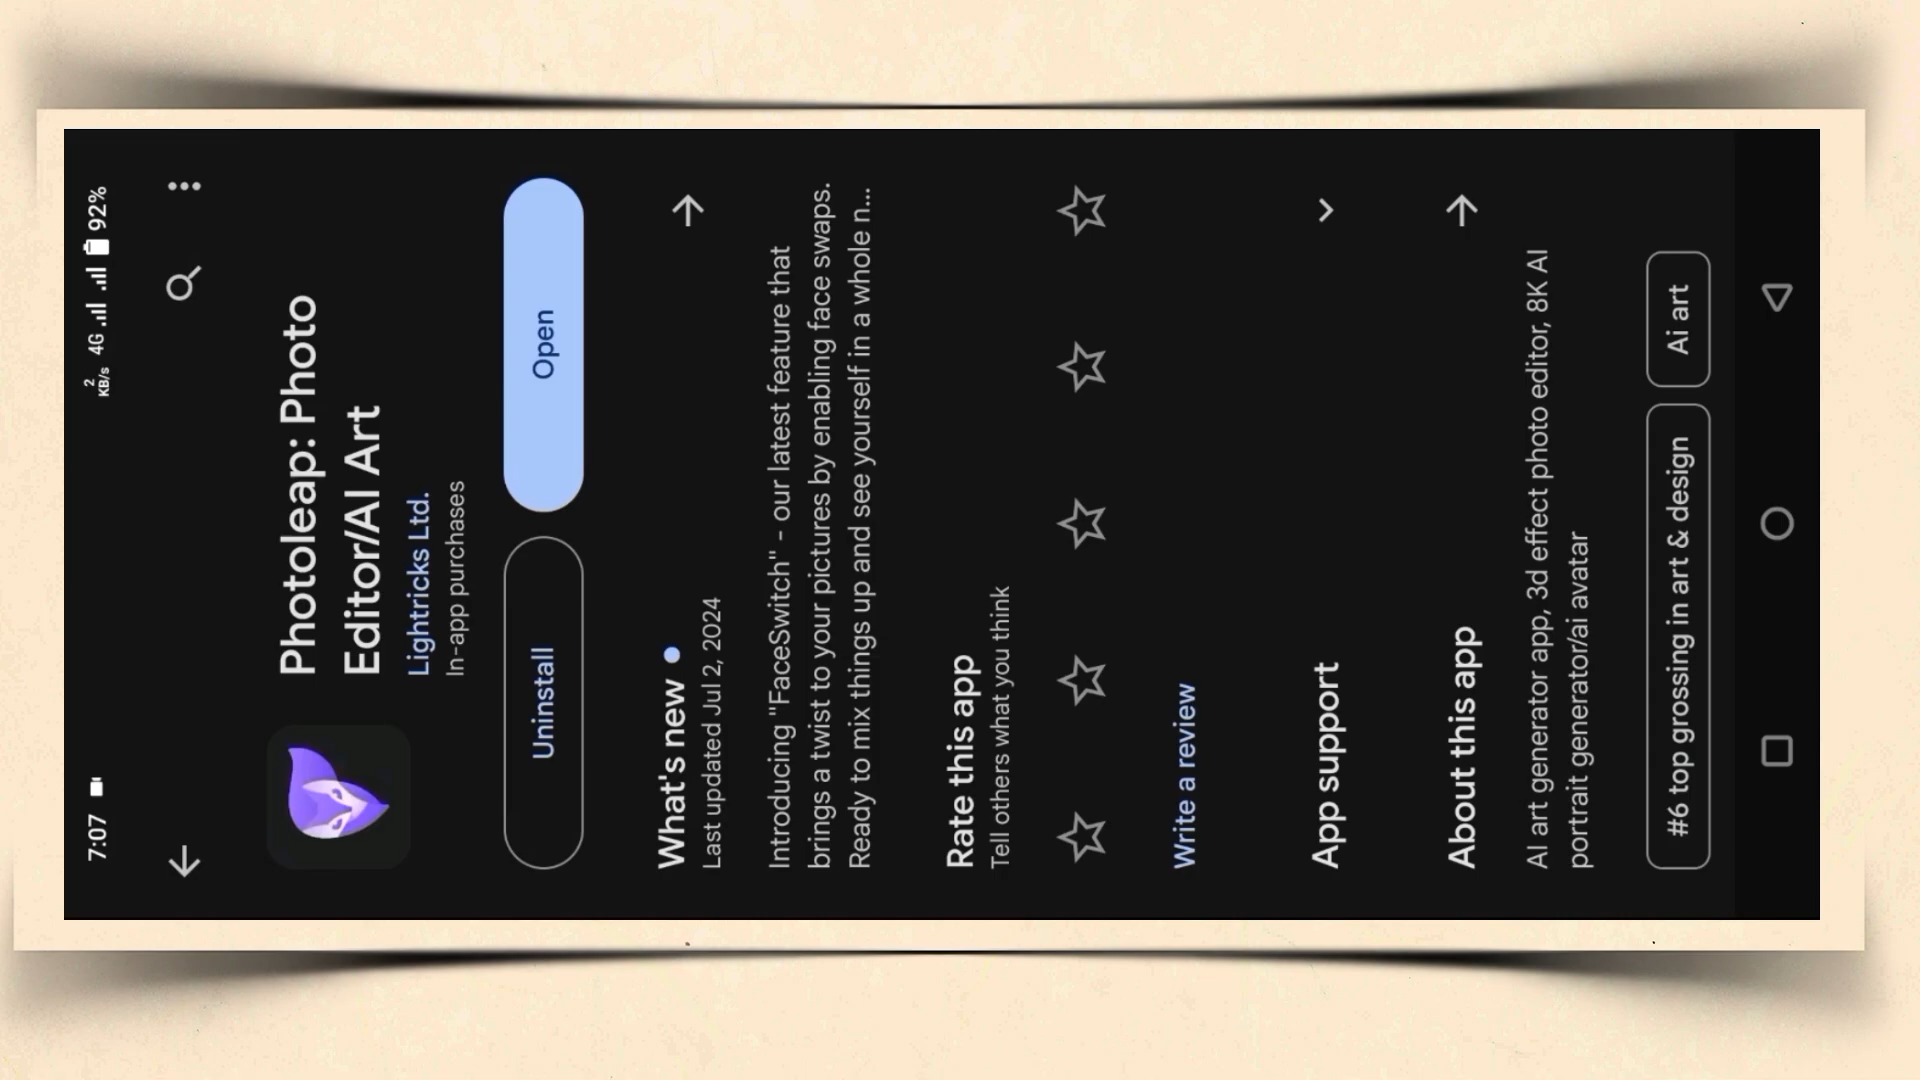 7:07
2 KB/s 4G 92%
Photoleap: Photo
Editor/AI Art
Lightricks Ltd.
In-app purchases
Uninstall
Open
What's new
Last updated Jul 2, 2024
Introducing "FaceSwitch" - our latest feature that
brings a twist to your pictures by enabling face swaps.
Ready to mix things up and see yourself in a whole n...
Rate this app
Tell others what you think
Write a review
App support
About this app
AI art generator app, 3d effect photo editor, 8K AI
portrait generator/ai avatar
#6 top grossing in art & design
Ai art